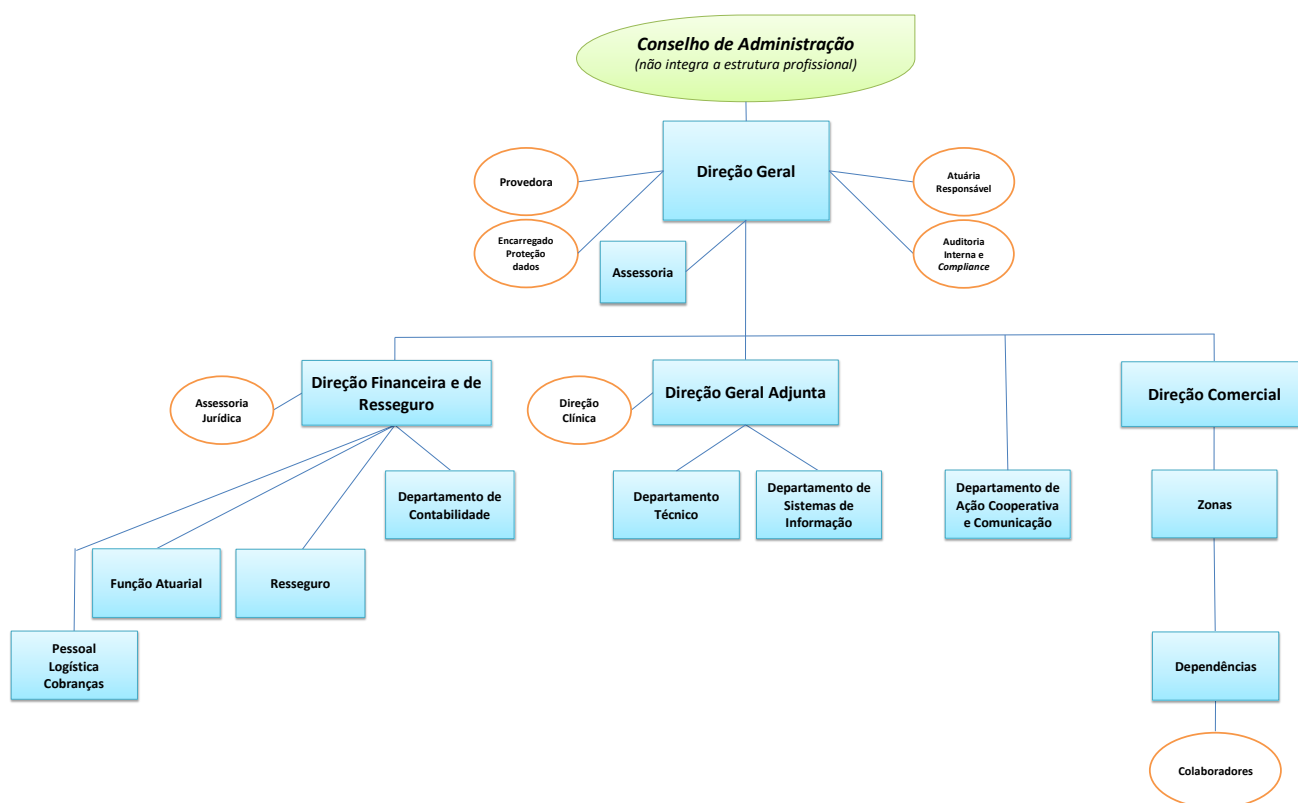 Conselho de Administração
(não integra a estrutura profissional)
Direção Geral
Provedora
Atuária
Responsável
Encarregado
Proteção
dados
Assessoria
Auditoria
Interna e
Compliance
Assessoria
Jurídica
Direção Financeira e de
Resseguro
Direção
Clínica
Direção Geral Adjunta
Direção Comercial
Departamento de
Contabilidade
Departamento
Técnico
Departamento de
Sistemas de
Informação
Departamento de
Ação Cooperativa
e Comunicação
Zonas
Função Atuarial
Resseguro
Pessoal
Logística
Cobranças
Dependências
Colaboradores